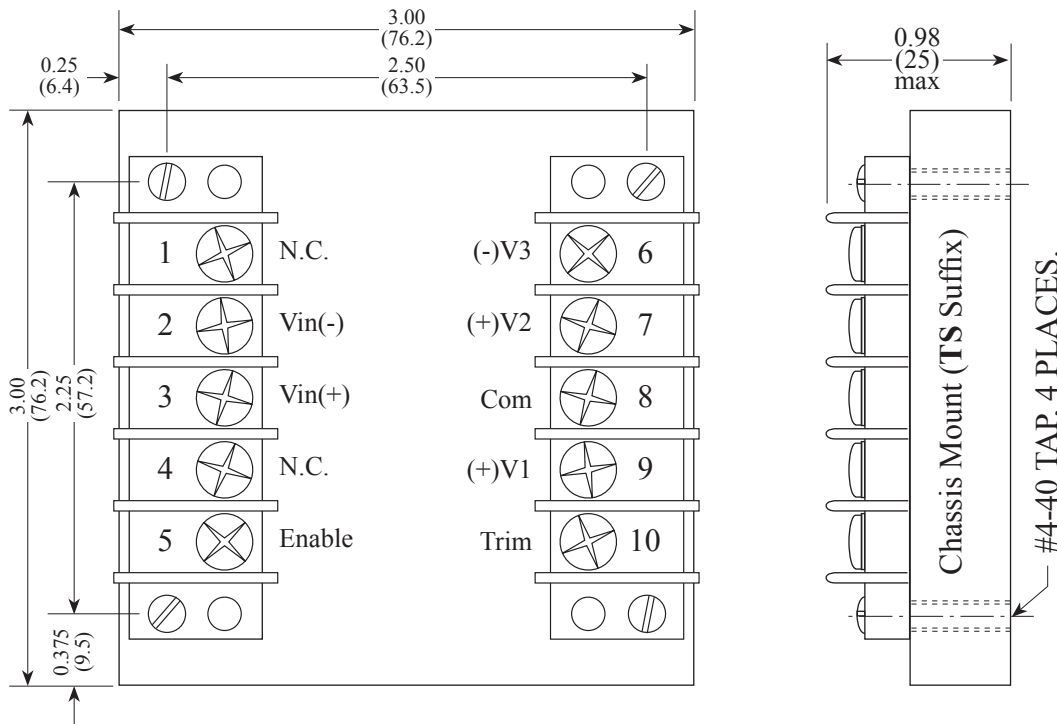 3.00
(76.2)
0.25
(6.4)
2.50
(63.5)
0.98
(25)
max
1 N.C.
2 Vin(-)
3 Vin(+)
4 N.C.
5 Enable
(-)V3 6
(+)V2 7
Com 8
(+)V1 9
Trim 10
3.00
(76.2)
2.25
(57.2)
0.375
(9.5)
Chassis Mount (TS Suffix)
#4-40 TAP. 4 PLACES.